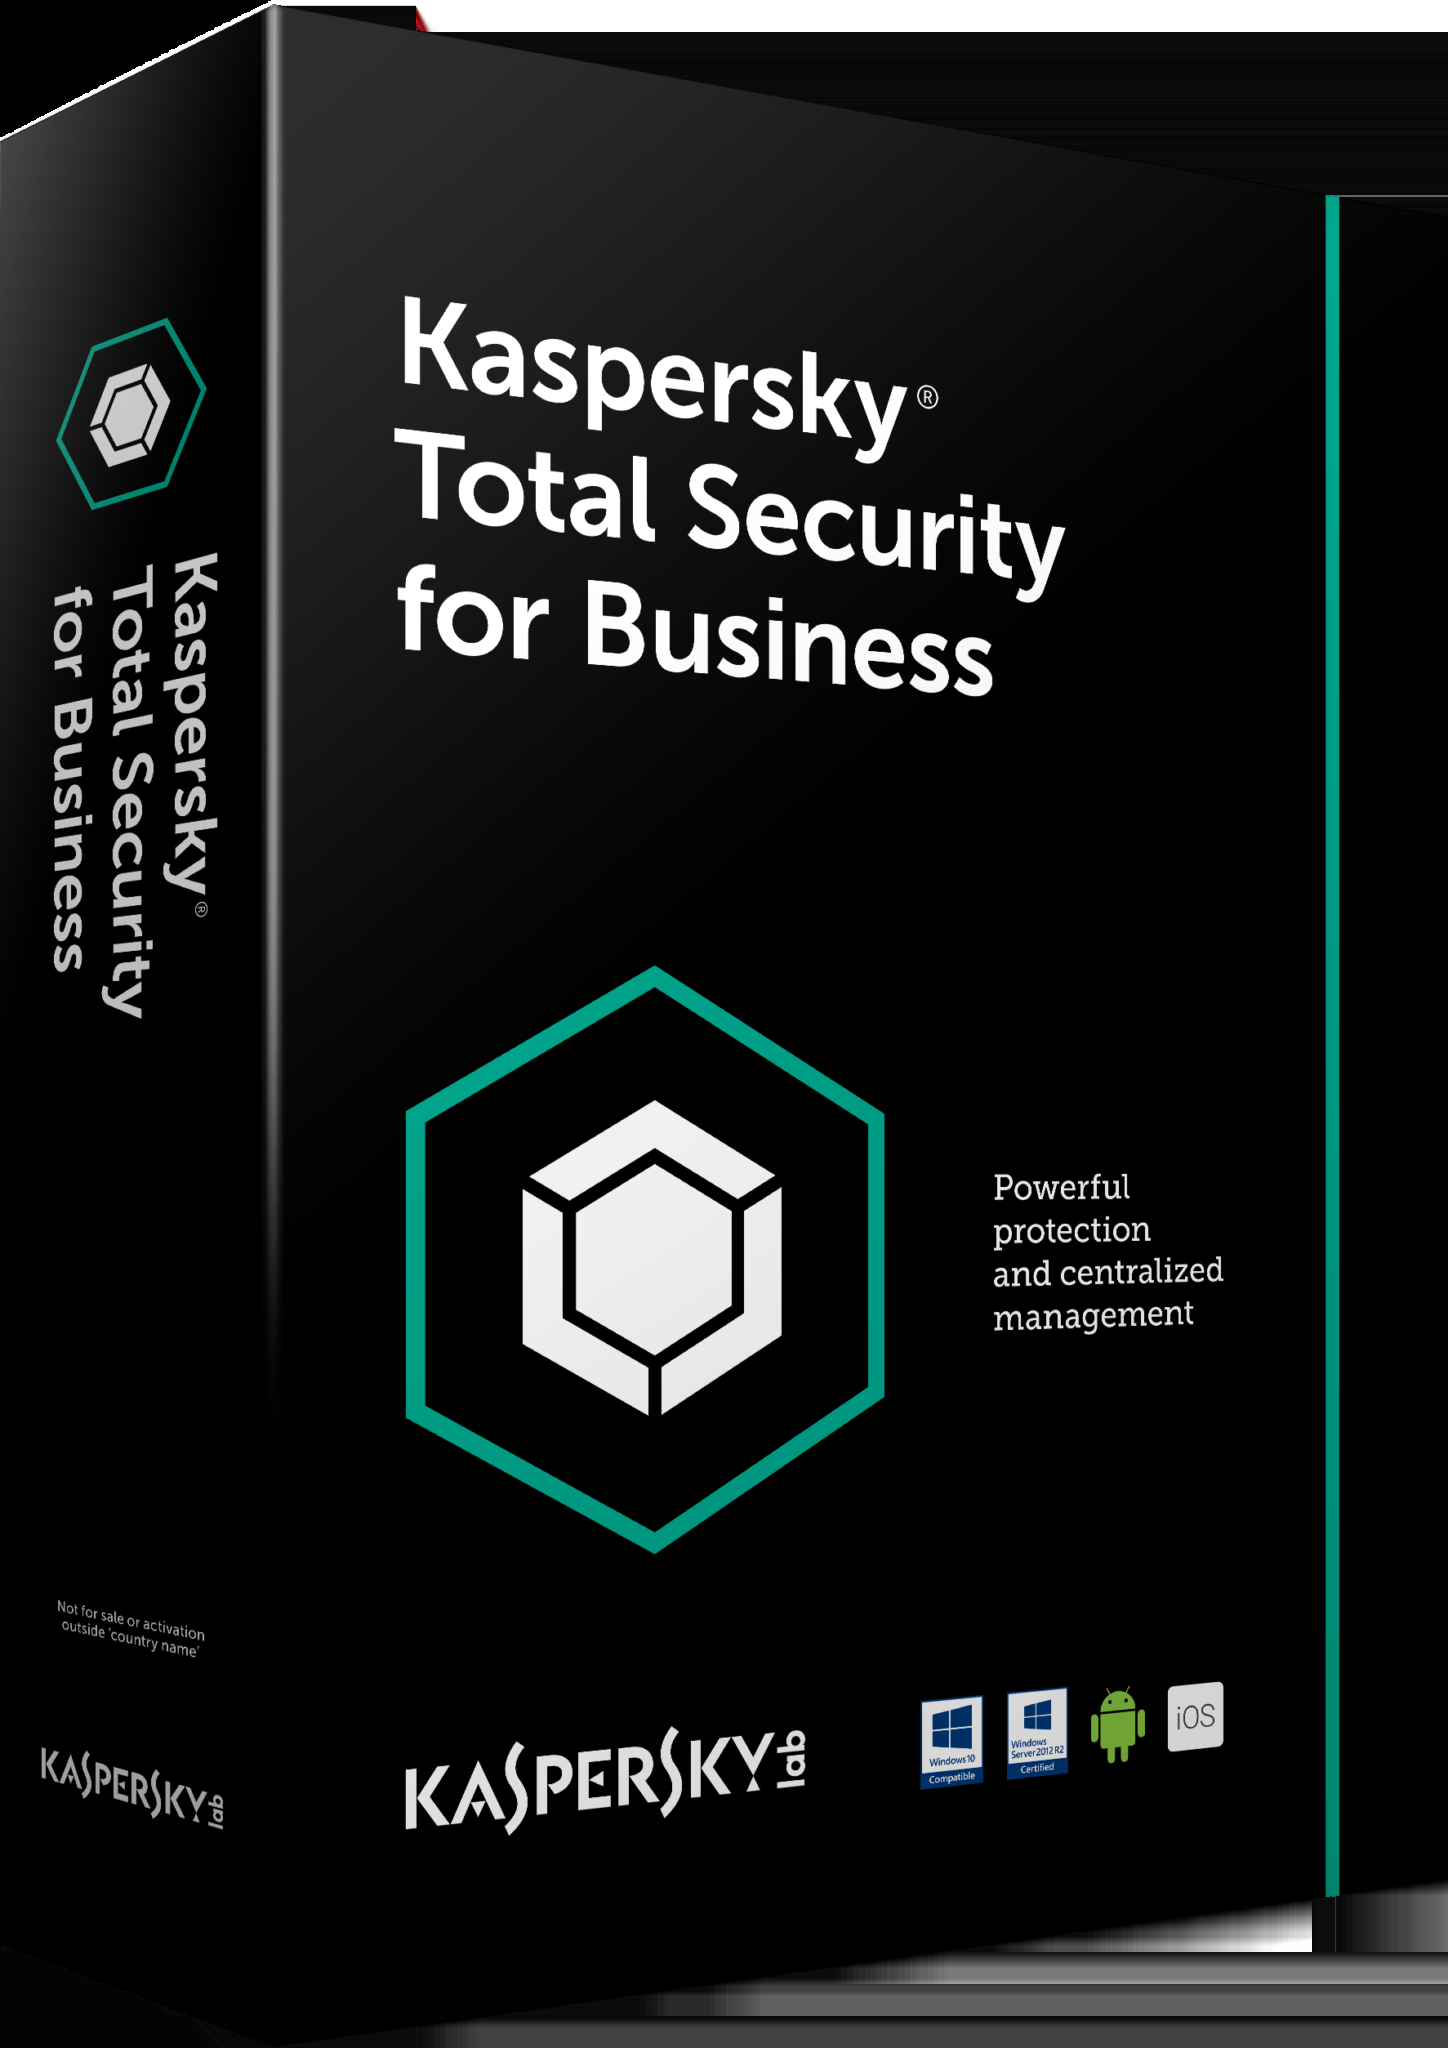 Kaspersky®
Total Security
for Business
Kaspersky®
Total Security
for Business
Powerful
protection
and centralized
management
Not for sale or activation
outside 'country name'
KASPERSKY lab
KASPERSKY lab
Windows 10
Compatible
Windows
Server 2012 R2
Certified
iOS